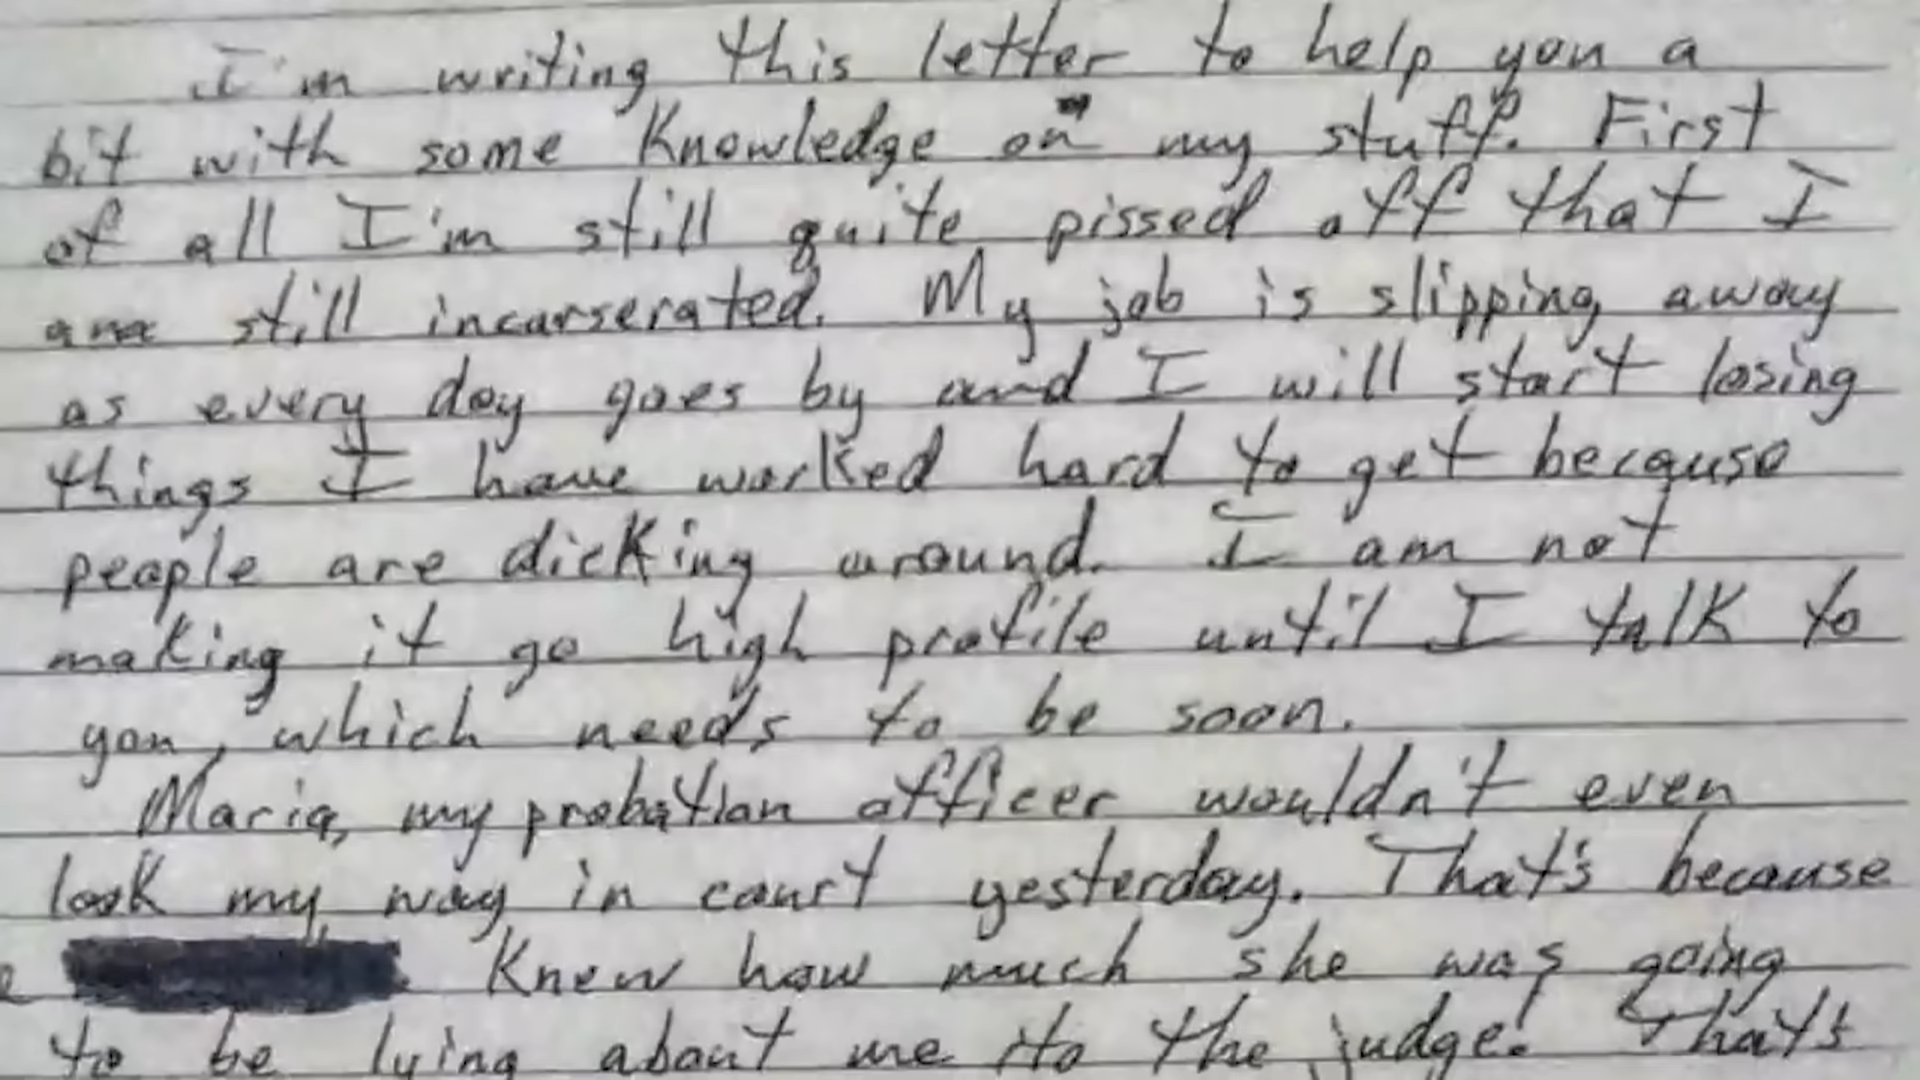 I'm writing this letter to help you a
bit with some knowledge on my stuff. First
of all I'm still quite pissed off that I
am still incarserated. My job is slipping away
as every day goes by and I will start losing
things I have worked hard to get because
people are dicking around. I am not
making it go high profile until I talk to
you, which needs to be soon.
Maria, my probation officer wouldn't even
look my way in court yesterday. That's because
knew how much she was going
to be lying about me to the judge! That's